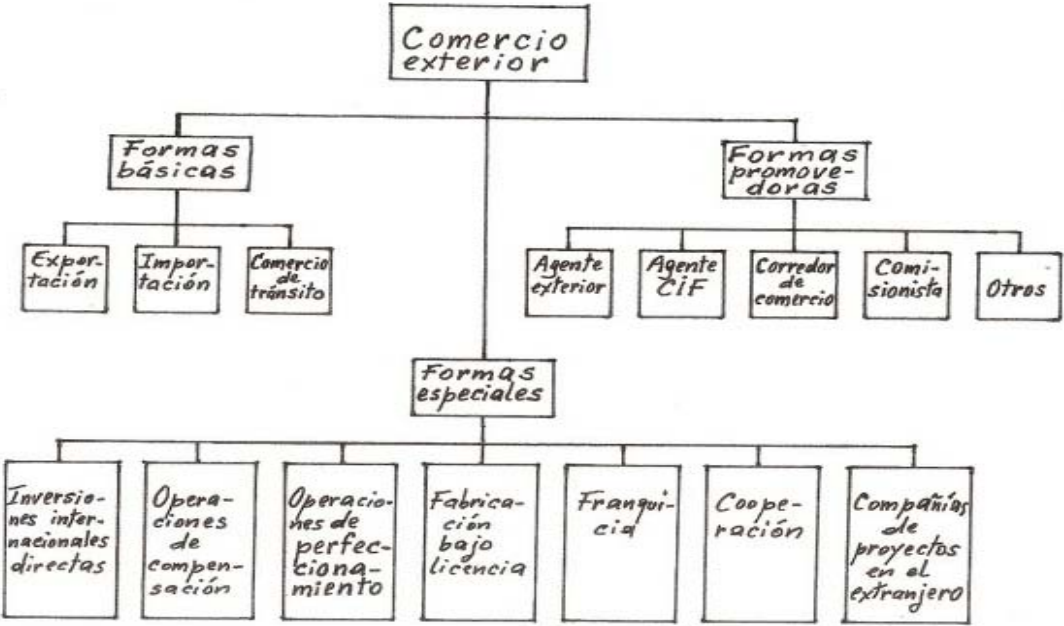 Comercio
exterior
Formas
básicas
Formas
promove-
doras
Expor-
tación
Impor-
tación
Comercio
de
tránsito
Agente
exterior
Agente
CIF
Corredor
de
comercio
Comi-
sionista
Otros
Formas
especiales
Inversio-
nes inter-
nacionales
directas
Opera-
ciones
de
compen-
sación
Operacio-
nes de
perfec-
ciona-
miento
Fabrica-
ción
bajo
licencia
Franqui-
cia
Coope-
ración
Compañías
de
proyectos
en el
extranjero